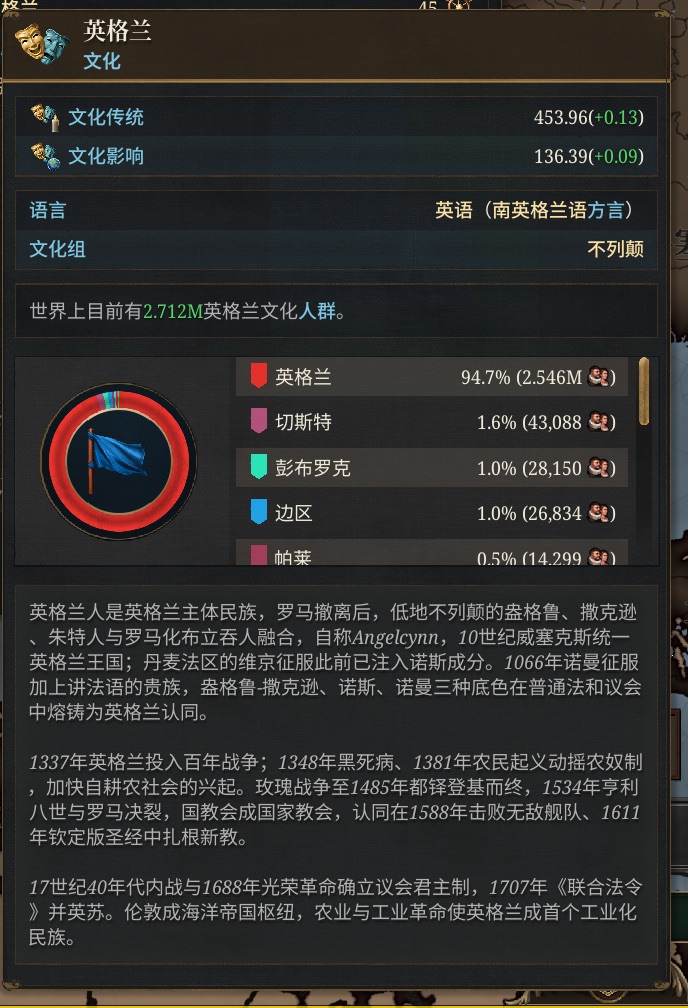 英格兰
文化
文化传统 453.96(+0.13)
文化影响 136.39(+0.09)
语言 英语（南英格兰语方言）
文化组 不列颠
世界上目前有2.712M英格兰文化人群。
英格兰 94.7% (2.546M )
切斯特 1.6% (43,088 )
彭布罗克 1.0% (28,150 )
边区 1.0% (26,834 )
帕莱 0.5% (14,299 )
英格兰人是英格兰主体民族，罗马撤离后，低地不列颠的盎格鲁、撒克逊
、朱特人与罗马化布立吞人融合，自称Angelcynn，10世纪威塞克斯统一
英格兰王国；丹麦法区的维京征服此前已注入诺斯成分。1066年诺曼征服
加上讲法语的贵族，盎格鲁-撒克逊、诺斯、诺曼三种底色在普通法和议会
中熔铸为英格兰认同。
1337年英格兰投入百年战争；1348年黑死病、1381年农民起义动摇农奴制
，加快自耕农社会的兴起。玫瑰战争至1485年都铎登基而终，1534年亨利
八世与罗马决裂，国教会成国家教会，认同在1588年击败无敌舰队、1611
年钦定版圣经中扎根新教。
17世纪40年代内战与1688年光荣革命确立议会君主制，1707年《联合法令
》并英苏。伦敦成海洋帝国枢纽，农业与工业革命使英格兰成首个工业化
民族。